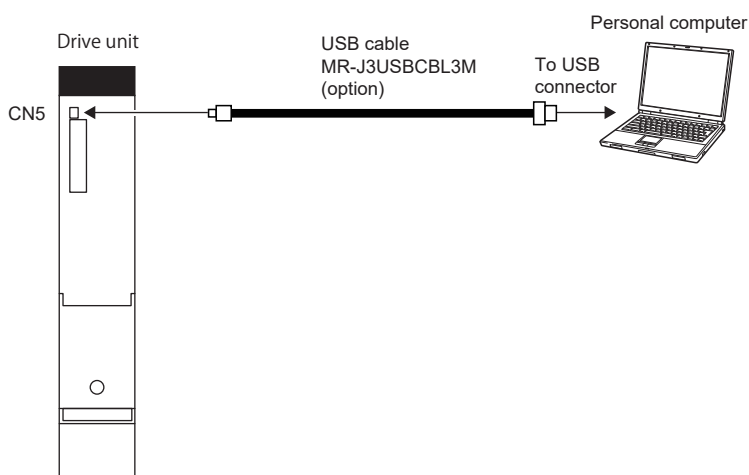 Personal computer
Drive unit
USB cable
MR-J3USBCBL3M
(option)
To USB
connector
CN5